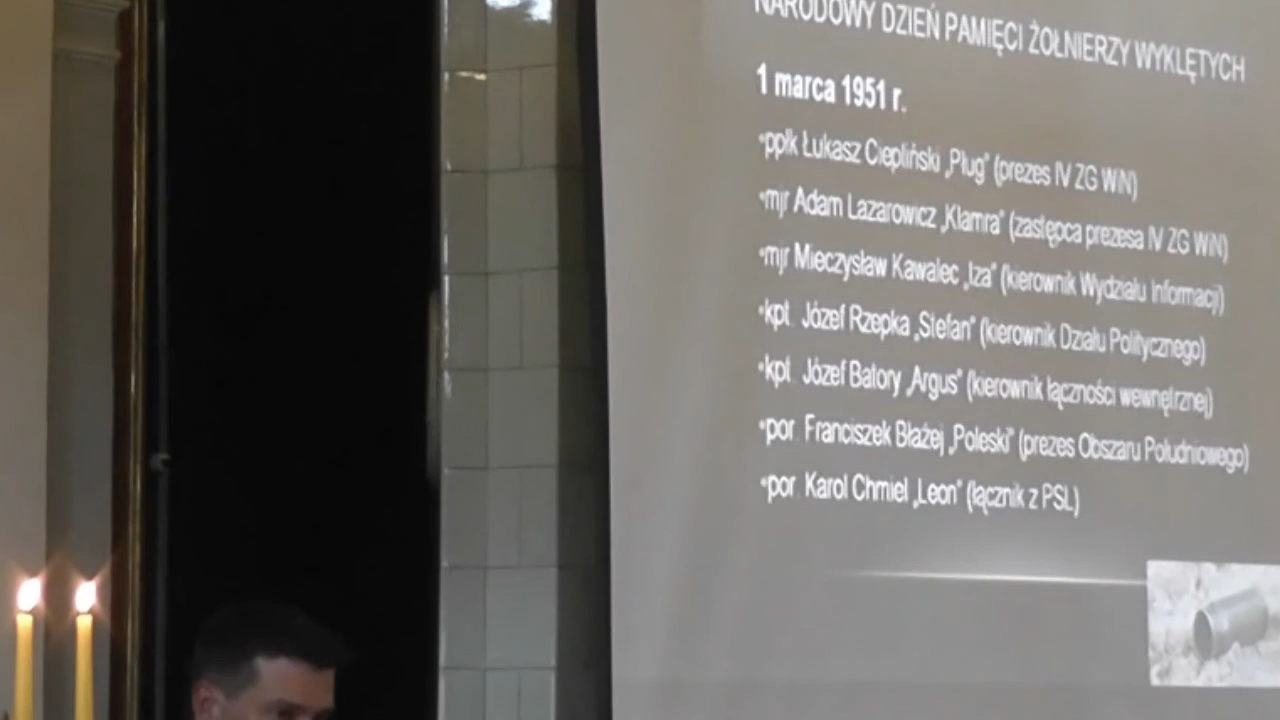 NARODOWY DZIEŃ PAMIĘCI ŻOŁNIERZY WYKLĘTYCH
1 marca 1951 r.
•ppłk Łukasz Ciepliński „Pług” (prezes IV ZG WiN)
•mjr Adam Lazarowicz „Klamra” (zastępca prezesa IV ZG WiN)
•mjr Mieczysław Kawalec „Iza” (kierownik Wydziału Informacji)
•kpt. Józef Rzepka „Stefan” (kierownik Działu Politycznego)
•kpt. Józef Batory „Argus” (kierownik łączności wewnętrznej)
•por. Franciszek Błażej „Poleski” (prezes Obszaru Południowego)
•por. Karol Chmiel „Leon” (łącznik z PSL)